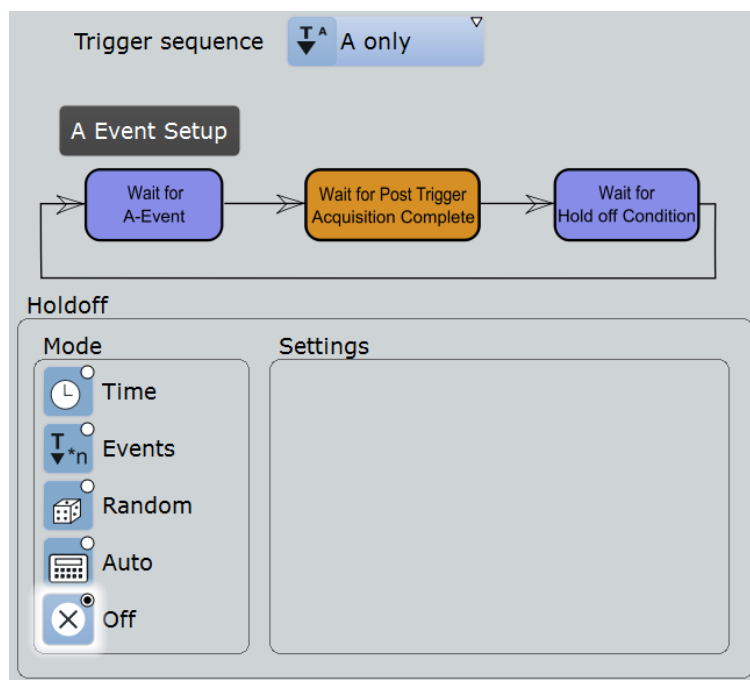 Trigger sequence T A A only
A Event Setup
Wait for
A-Event
Wait for Post Trigger
Acquisition Complete
Wait for
Hold off Condition
Holdoff
Mode
Settings
Time
T *n Events
Random
Auto
Off